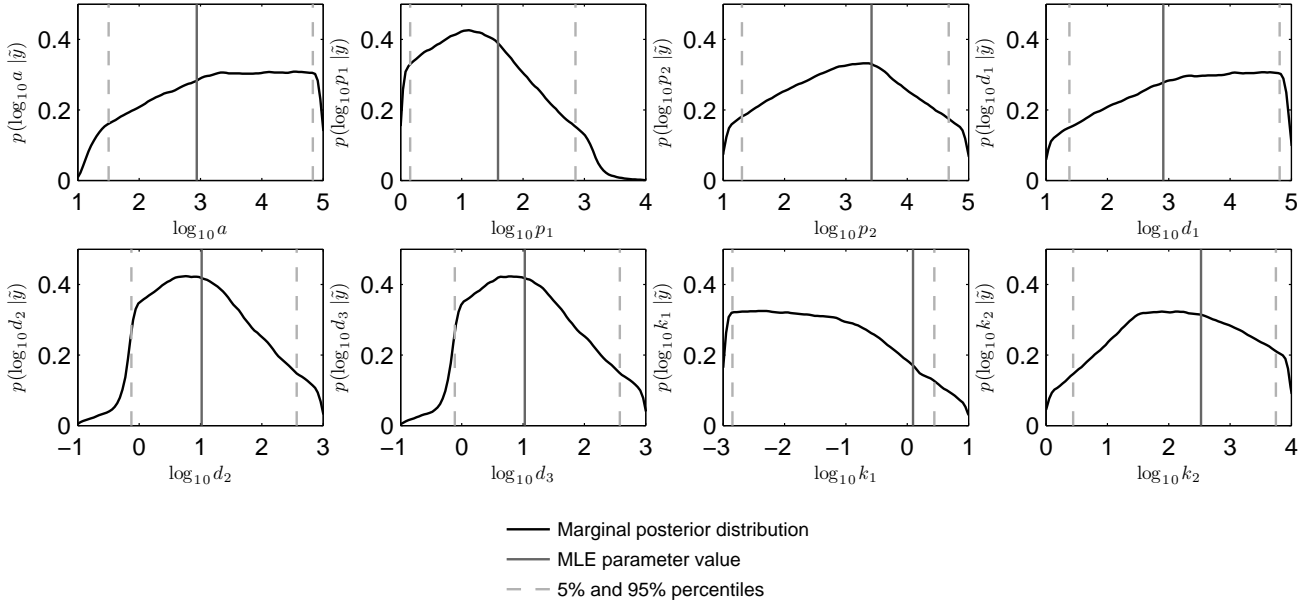 p(log₁₀ a |ỹ)
0.4
0.2
0
1 2 3 4 5
log₁₀ a
p(log₁₀ p₁ |ỹ)
0.4
0.2
0
0 1 2 3 4
log₁₀ p₁
p(log₁₀ p₂ |ỹ)
0.4
0.2
0
1 2 3 4 5
log₁₀ p₂
p(log₁₀ d₁ |ỹ)
0.4
0.2
0
1 2 3 4 5
log₁₀ d₁
p(log₁₀ d₂ |ỹ)
0.4
0.2
0
−1 0 1 2 3
log₁₀ d₂
p(log₁₀ d₃ |ỹ)
0.4
0.2
0
−1 0 1 2 3
log₁₀ d₃
p(log₁₀ k₁ |ỹ)
0.4
0.2
0
−3 −2 −1 0 1
log₁₀ k₁
p(log₁₀ k₂ |ỹ)
0.4
0.2
0
0 1 2 3 4
log₁₀ k₂
Marginal posterior distribution
MLE parameter value
5% and 95% percentiles